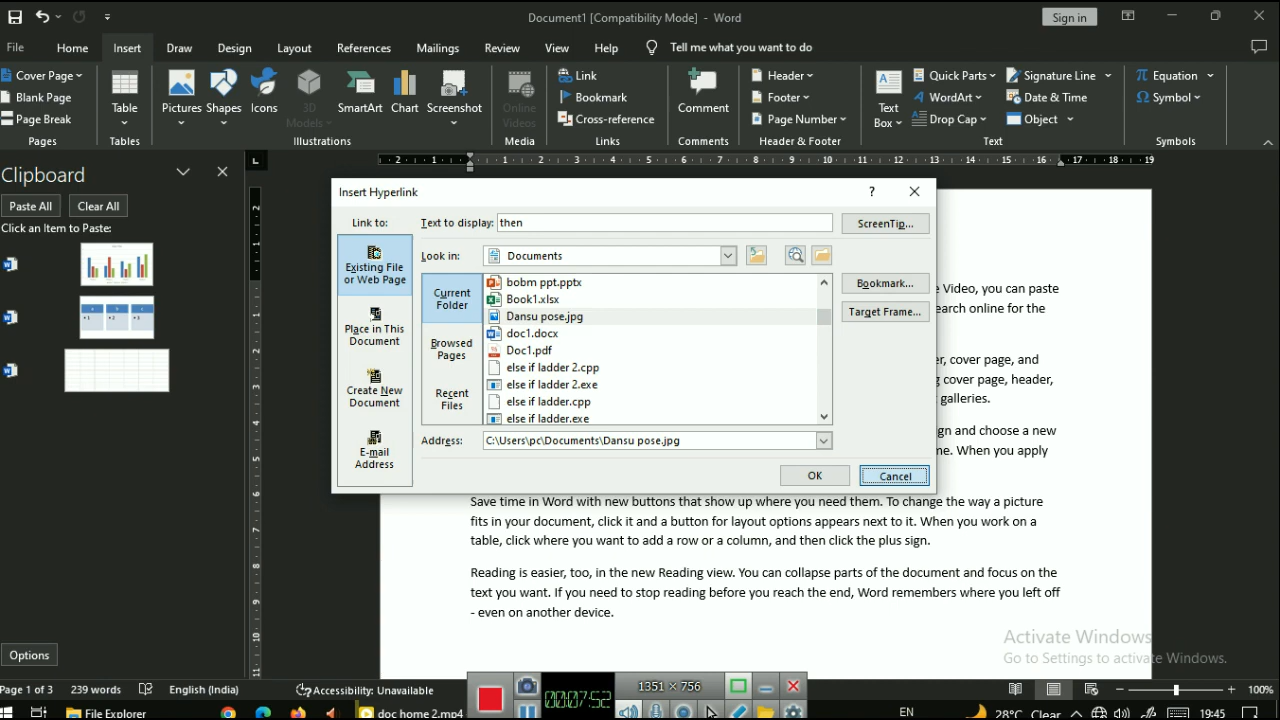 Document1 [Compatibility Mode] - Word
Sign in
File Home Insert Draw Design Layout References Mailings Review View Help Tell me what you want to do
Cover Page
Blank Page
Page Break
Pages
Table
Tables
Pictures Shapes Icons 3D Models SmartArt Chart Screenshot
Illustrations
Online Videos
Media
Link
Bookmark
Cross-reference
Links
Comment
Comments
Header
Footer
Page Number
Header & Footer
Text Box
Quick Parts
WordArt
Drop Cap
Signature Line
Date & Time
Object
Text
Equation
Symbol
Symbols
Clipboard
Paste All Clear All
Click an Item to Paste:
Options
Insert Hyperlink
Link to:
Text to display: then
ScreenTip...
Existing File or Web Page
Place in This Document
Create New Document
E-mail Address
Look in: Documents
Current Folder
Browsed Pages
Recent Files
bobm ppt.pptx
Book1.xlsx
Dansu pose.jpg
doc1.docx
Doc1.pdf
else if ladder 2.cpp
else if ladder 2.exe
else if ladder.cpp
else if ladder.exe
Bookmark...
Target Frame...
Address: C:\Users\pc\Documents\Dansu pose.jpg
OK Cancel
e Video, you can paste
earch online for the
r, cover page, and
g cover page, header,
galleries.
gn and choose a new
ne. When you apply
Save time in Word with new buttons that show up where you need them. To change the way a picture
fits in your document, click it and a button for layout options appears next to it. When you work on a
table, click where you want to add a row or a column, and then click the plus sign.
Reading is easier, too, in the new Reading view. You can collapse parts of the document and focus on the
text you want. If you need to stop reading before you reach the end, Word remembers where you left off
- even on another device.
Activate Windows
Go to Settings to activate Windows.
Page 1 of 3 239 words English (India) Accessibility: Unavailable 100%
00:07:52
1351 × 756
File Explorer doc home 2.mp4 EN 28°C Clear 19:45